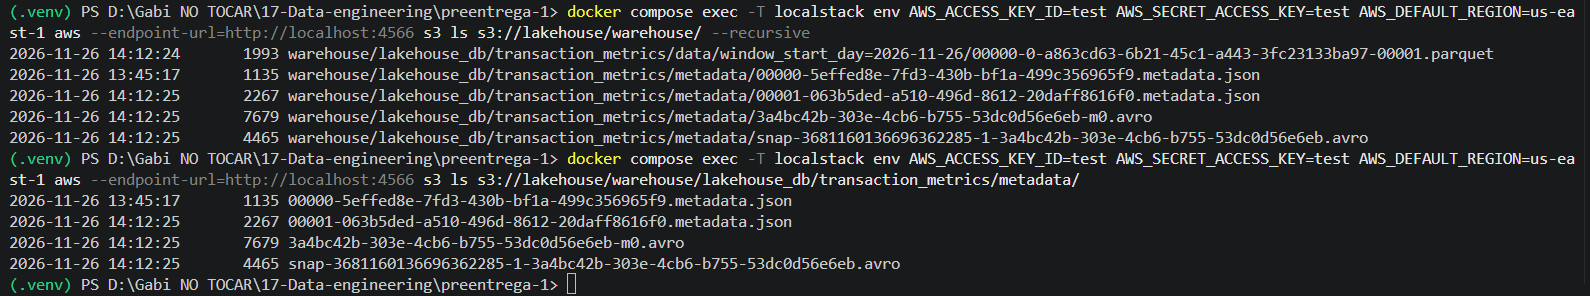 (.venv) PS D:\Gabi NO TOCAR\17-Data-engineering\preentrega-1> docker compose exec -T localstack env AWS_ACCESS_KEY_ID=test AWS_SECRET_ACCESS_KEY=test AWS_DEFAULT_REGION=us-ea
st-1 aws --endpoint-url=http://localhost:4566 s3 ls s3://lakehouse/warehouse/ --recursive
2026-11-26 14:12:24       1993 warehouse/lakehouse_db/transaction_metrics/data/window_start_day=2026-11-26/00000-0-a863cd63-6b21-45c1-a443-3fc23133ba97-00001.parquet
2026-11-26 13:45:17       1135 warehouse/lakehouse_db/transaction_metrics/metadata/00000-5effed8e-7fd3-430b-bf1a-499c356965f9.metadata.json
2026-11-26 14:12:25       2267 warehouse/lakehouse_db/transaction_metrics/metadata/00001-063b5ded-a510-496d-8612-20daff8616f0.metadata.json
2026-11-26 14:12:25       7679 warehouse/lakehouse_db/transaction_metrics/metadata/3a4bc42b-303e-4cb6-b755-53dc0d56e6eb-m0.avro
2026-11-26 14:12:25       4465 warehouse/lakehouse_db/transaction_metrics/metadata/snap-3681160136696362285-1-3a4bc42b-303e-4cb6-b755-53dc0d56e6eb.avro
(.venv) PS D:\Gabi NO TOCAR\17-Data-engineering\preentrega-1> docker compose exec -T localstack env AWS_ACCESS_KEY_ID=test AWS_SECRET_ACCESS_KEY=test AWS_DEFAULT_REGION=us-ea
st-1 aws --endpoint-url=http://localhost:4566 s3 ls s3://lakehouse/warehouse/lakehouse_db/transaction_metrics/metadata/
2026-11-26 13:45:17       1135 00000-5effed8e-7fd3-430b-bf1a-499c356965f9.metadata.json
2026-11-26 14:12:25       2267 00001-063b5ded-a510-496d-8612-20daff8616f0.metadata.json
2026-11-26 14:12:25       7679 3a4bc42b-303e-4cb6-b755-53dc0d56e6eb-m0.avro
2026-11-26 14:12:25       4465 snap-3681160136696362285-1-3a4bc42b-303e-4cb6-b755-53dc0d56e6eb.avro
(.venv) PS D:\Gabi NO TOCAR\17-Data-engineering\preentrega-1>